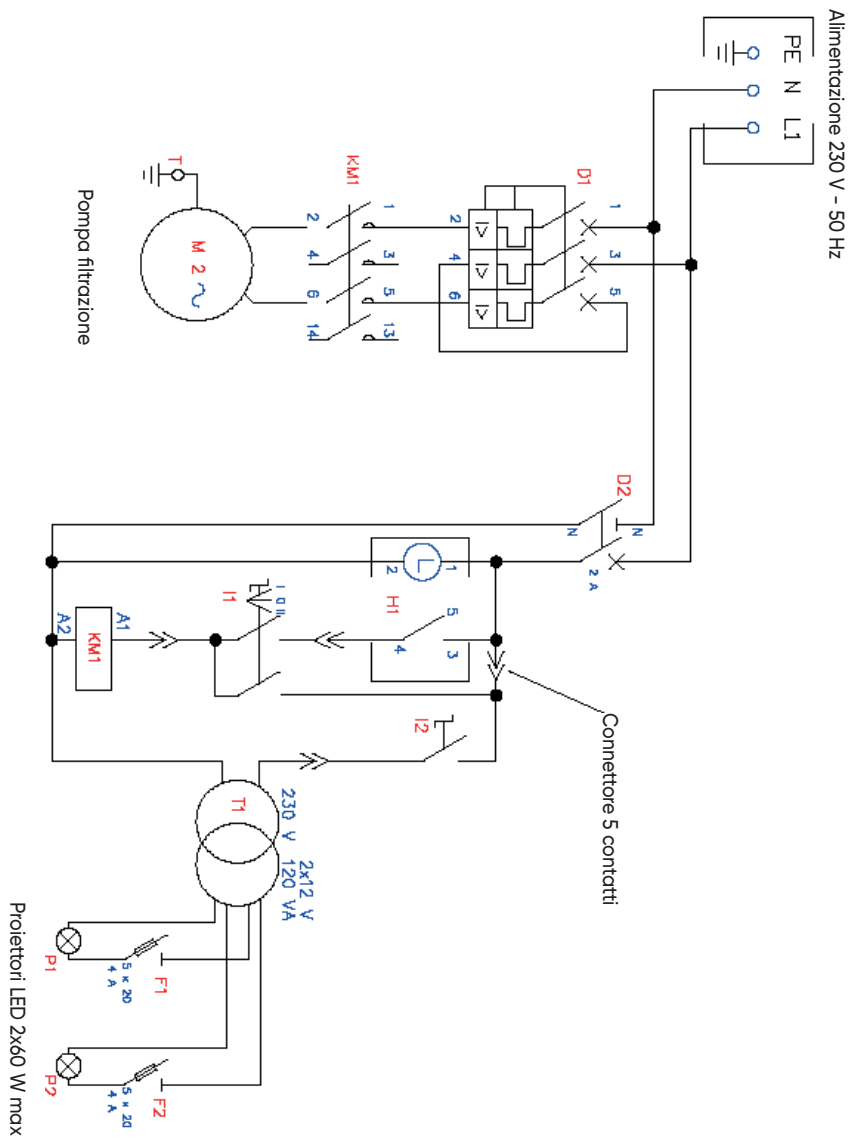 Alimentazione 230 V – 50 Hz
PE N L1
D1
1 3 5
2 4 6
I> I> I>
KM1
1 3 5 13
2 4 6 14
T
M 2
Pompa filtrazione
D2
N
N 2 A
L
1
2
H1
5
4 3
I1
I 0 II
A1
KM1
A2
Connettore 5 contatti
I2
T1
230 V
2x12 V
120 VA
F1
5 x 20
4 A
P1
F2
5 x 20
4 A
P2
Proiettori LED 2x60 W max